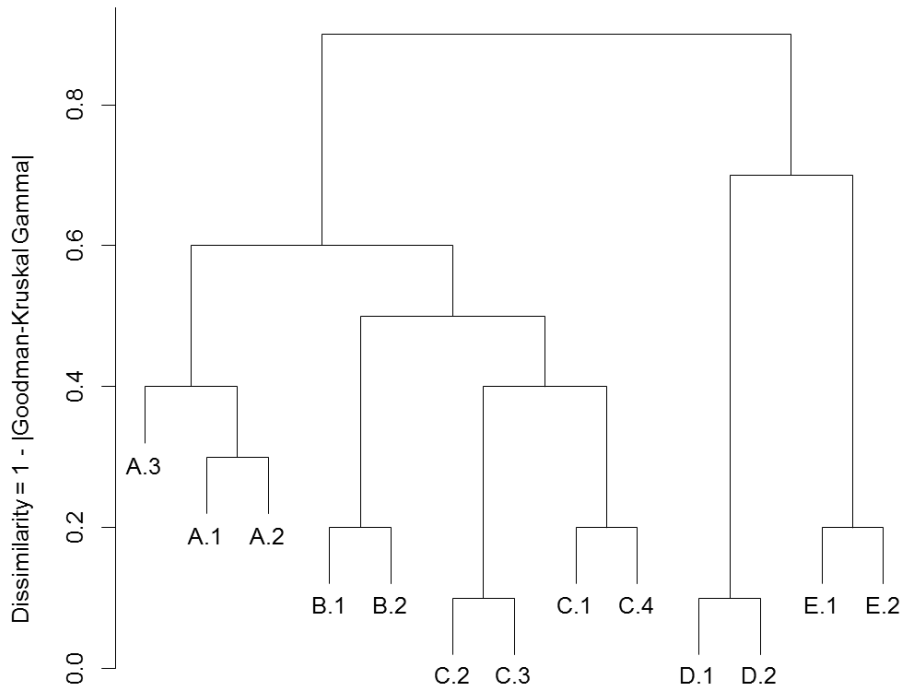 Dissimilarity = 1 - |Goodman-Kruskal Gamma|
0.8
0.6
0.4
0.2
0.0
A.3
A.1 A.2
B.1 B.2 C.1 C.4 E.1 E.2
C.2 C.3 D.1 D.2